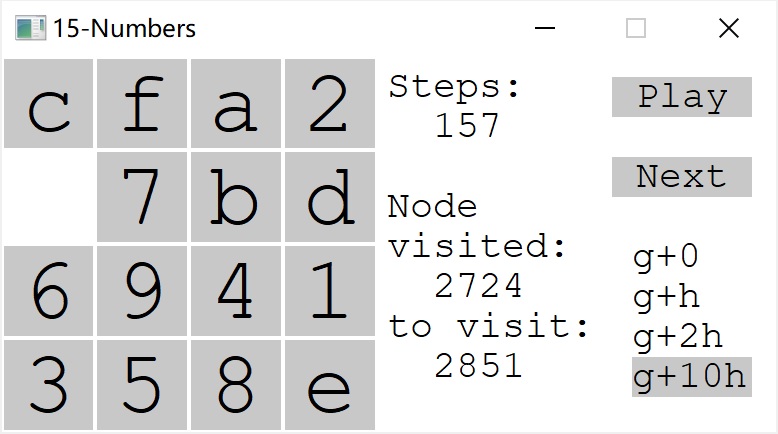 15-Numbers
c f a 2
7 b d
6 9 4 1
3 5 8 e
Steps:
157
Node
visited:
2724
to visit:
2851
Play
Next
g+0
g+h
g+2h
g+10h